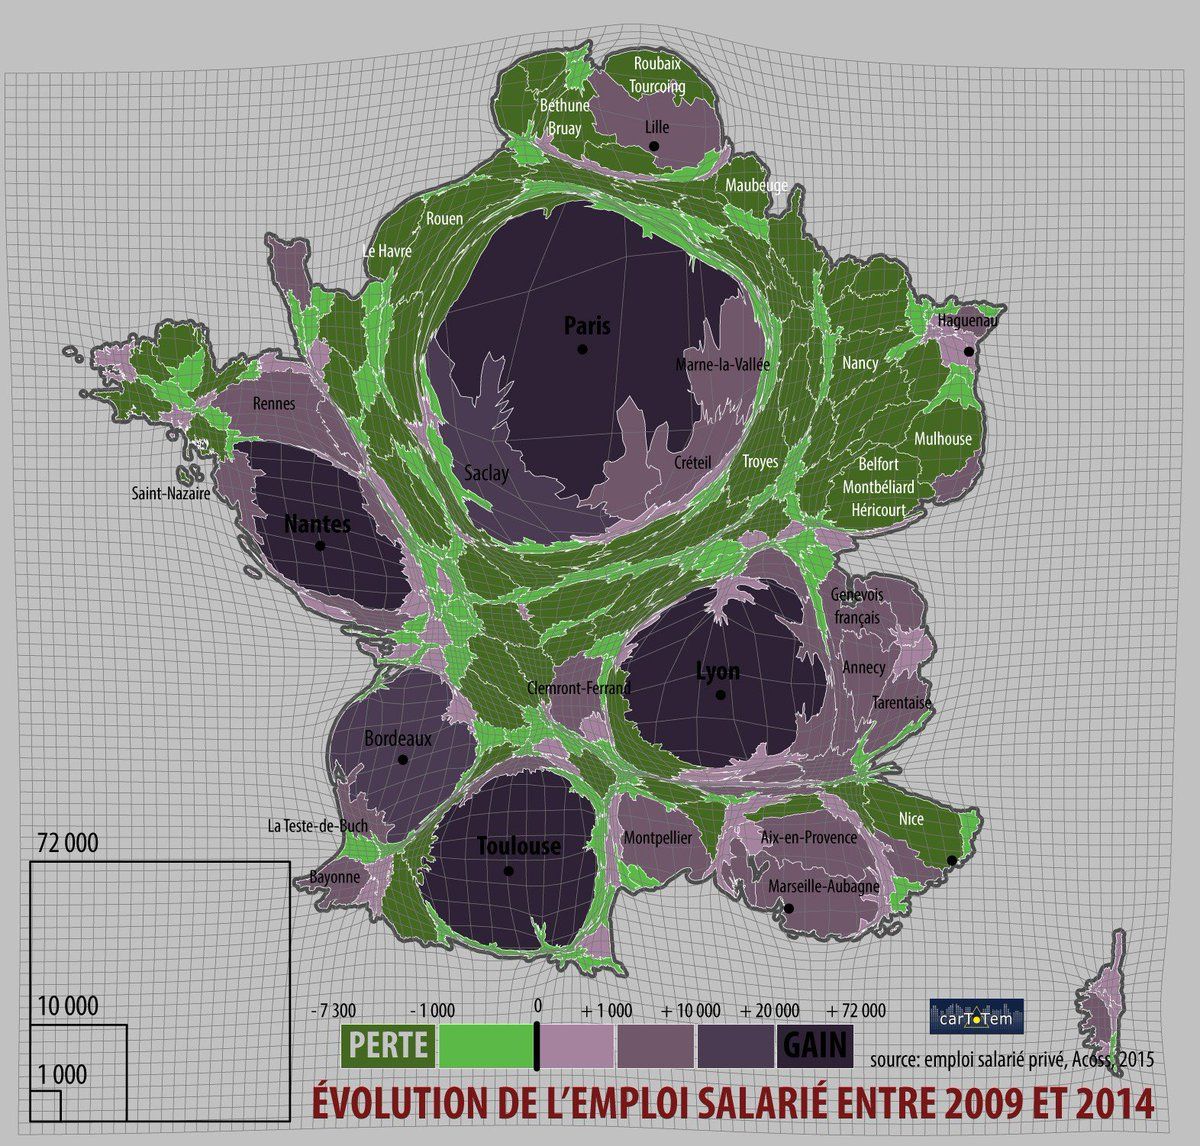 Roubaix
Tourcoing
Béthune
Bruay
Lille
Maubeuge
Rouen
Le Havre
Haguenau
Paris
Marne-la-Vallée
Nancy
Rennes
Mulhouse
Créteil
Troyes
Belfort
Montbéliard
Héricourt
Saclay
Saint-Nazaire
Nantes
Genevois
français
Annecy
Lyon
Clemront-Ferrand
Tarentaise
Bordeaux
La Teste-de-Buch
Nice
Toulouse
Montpellier
Aix-en-Provence
Bayonne
Marseille-Aubagne
72 000
10 000
1 000
-7 300 -1 000 0 +1 000 +10 000 +20 000 +72 000
PERTE GAIN
carToTem
source: emploi salarié privé, Acoss, 2015
ÉVOLUTION DE L'EMPLOI SALARIÉ ENTRE 2009 ET 2014